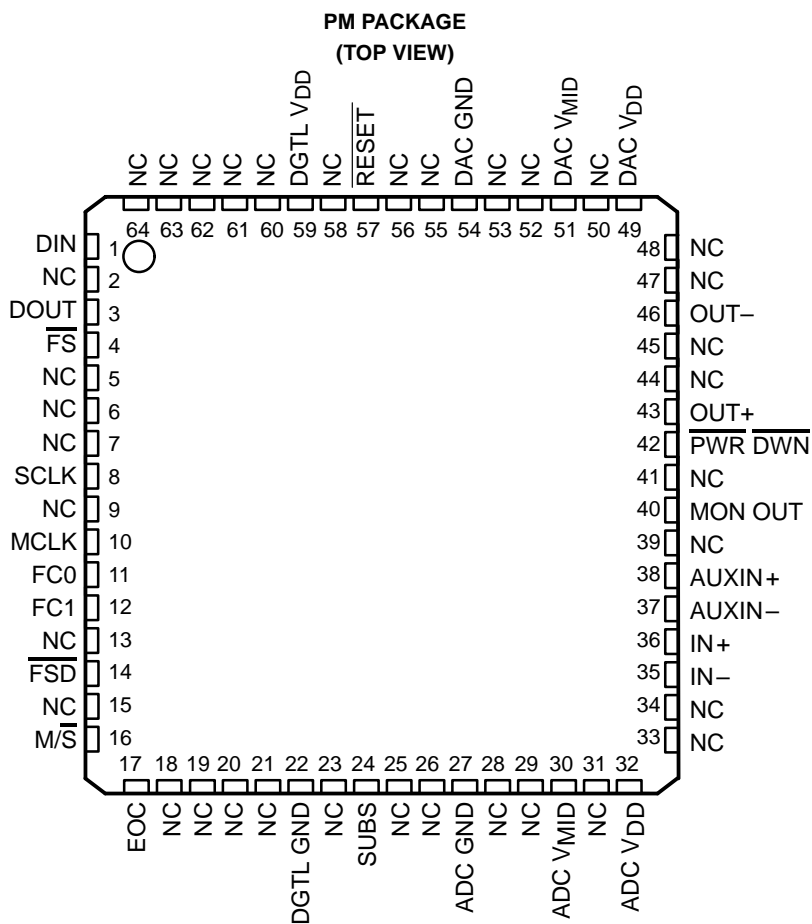 PM PACKAGE
(TOP VIEW)
NC
NC
NC
NC
NC
DGTL VDD
NC
RESET
NC
NC
DAC GND
NC
NC
DAC VMID
NC
DAC VDD
64 63 62 61 60 59 58 57 56 55 54 53 52 51 50 49
DIN 1
NC 2
DOUT 3
FS 4
NC 5
NC 6
NC 7
SCLK 8
NC 9
MCLK 10
FC0 11
FC1 12
NC 13
FSD 14
NC 15
M/S 16
48 NC
47 NC
46 OUT–
45 NC
44 NC
43 OUT+
42 PWR DWN
41 NC
40 MON OUT
39 NC
38 AUXIN+
37 AUXIN–
36 IN+
35 IN–
34 NC
33 NC
17 18 19 20 21 22 23 24 25 26 27 28 29 30 31 32
EOC
NC
NC
NC
NC
DGTL GND
NC
SUBS
NC
NC
ADC GND
NC
NC
ADC VMID
NC
ADC VDD